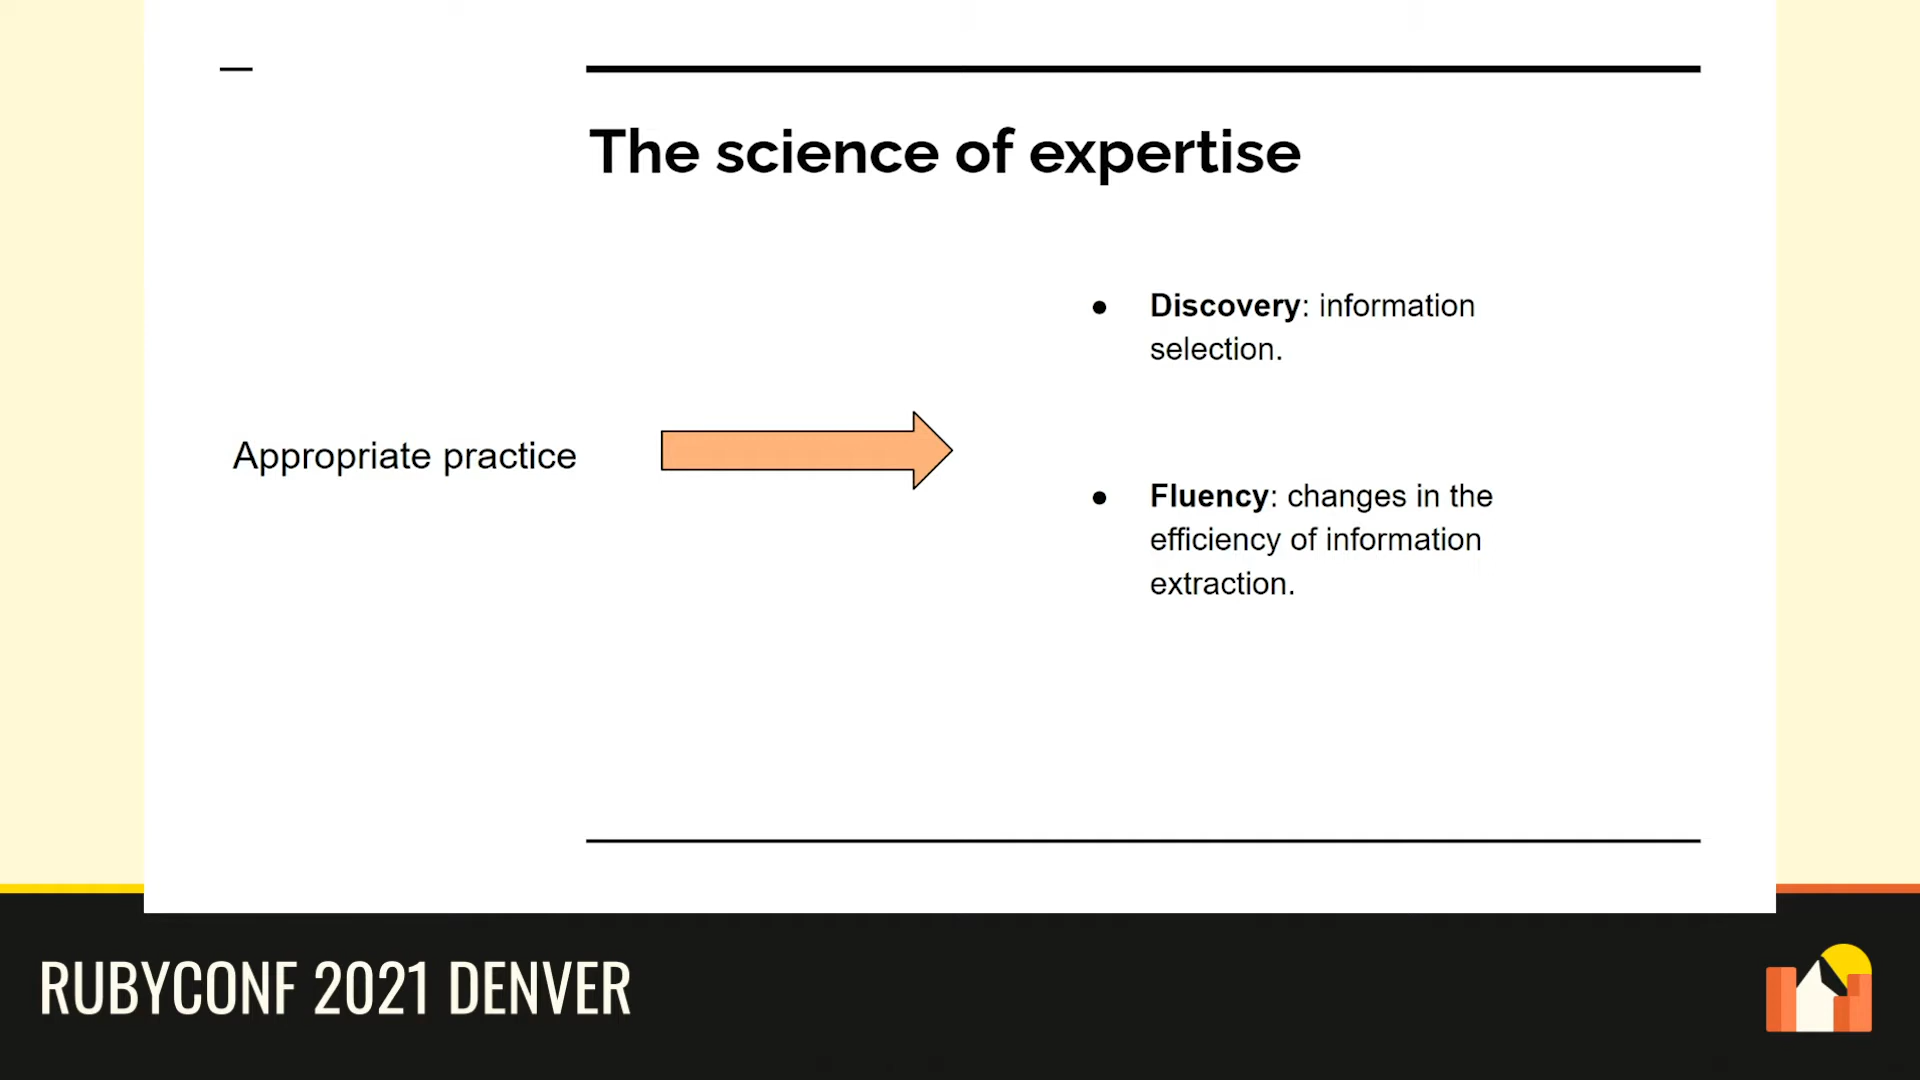 The science of expertise
Appropriate practice
● Discovery: information
selection.
● Fluency: changes in the
efficiency of information
extraction.
RUBYCONF 2021 DENVER